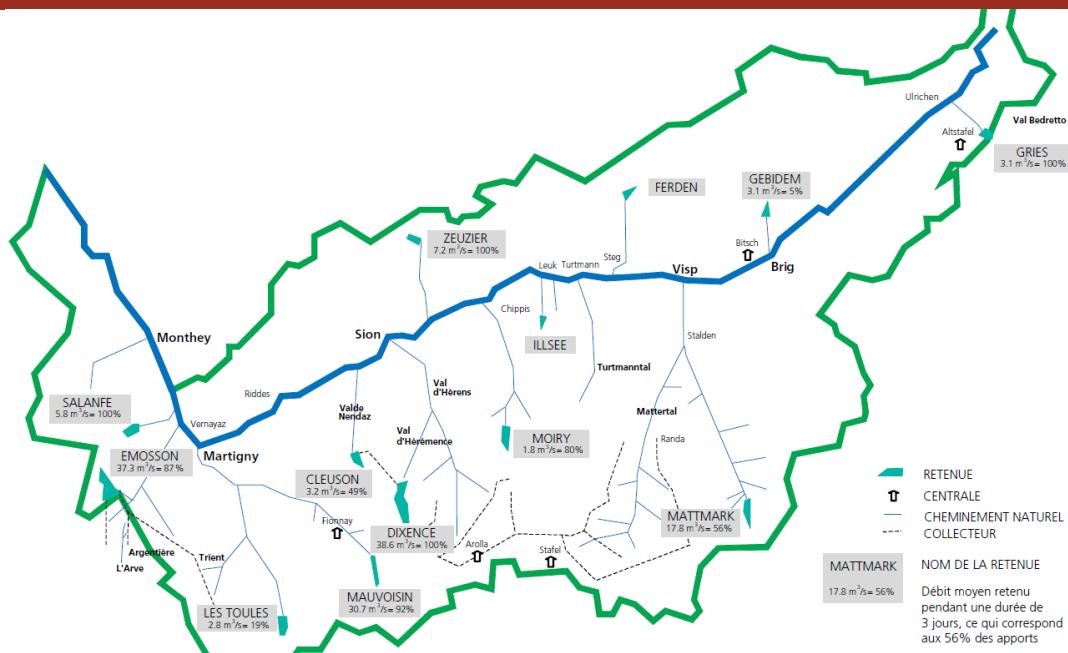 Ulrichen
Val Bedretto
Altstafel
GRIES
3.1 m³/s= 100%
GEBIDEM
3.1 m³/s= 5%
FERDEN
ZEUZIER
7.2 m³/s= 100%
Bitsch
Brig
Leuk
Turtmann
Steg
Visp
Chippis
Monthey
Sion
Stalden
ILLSEE
Turtmanntal
Riddes
Val
d'Hèrens
SALANFE
5.8 m³/s= 100%
Vernayaz
Valde
Nendaz
Mattertal
Val
d'Hérémence
MOIRY
1.8 m³/s= 80%
Randa
Martigny
EMOSSON
37.3 m³/s= 87%
CLEUSON
3.2 m³/s= 49%
MATTMARK
17.8 m³/s= 56%
Fionnay
DIXENCE
38.6 m³/s= 100%
Arolla
Stafel
Argentière
L'Arve
Trient
MAUVOISIN
30.7 m³/s= 92%
LES TOULES
2.8 m³/s= 19%
RETENUE
CENTRALE
CHEMINEMENT NATUREL
COLLECTEUR
MATTMARK
17.8 m³/s= 56%
NOM DE LA RETENUE
Débit moyen retenu
pendant une durée de
3 jours, ce qui correspond
aux 56% des apports